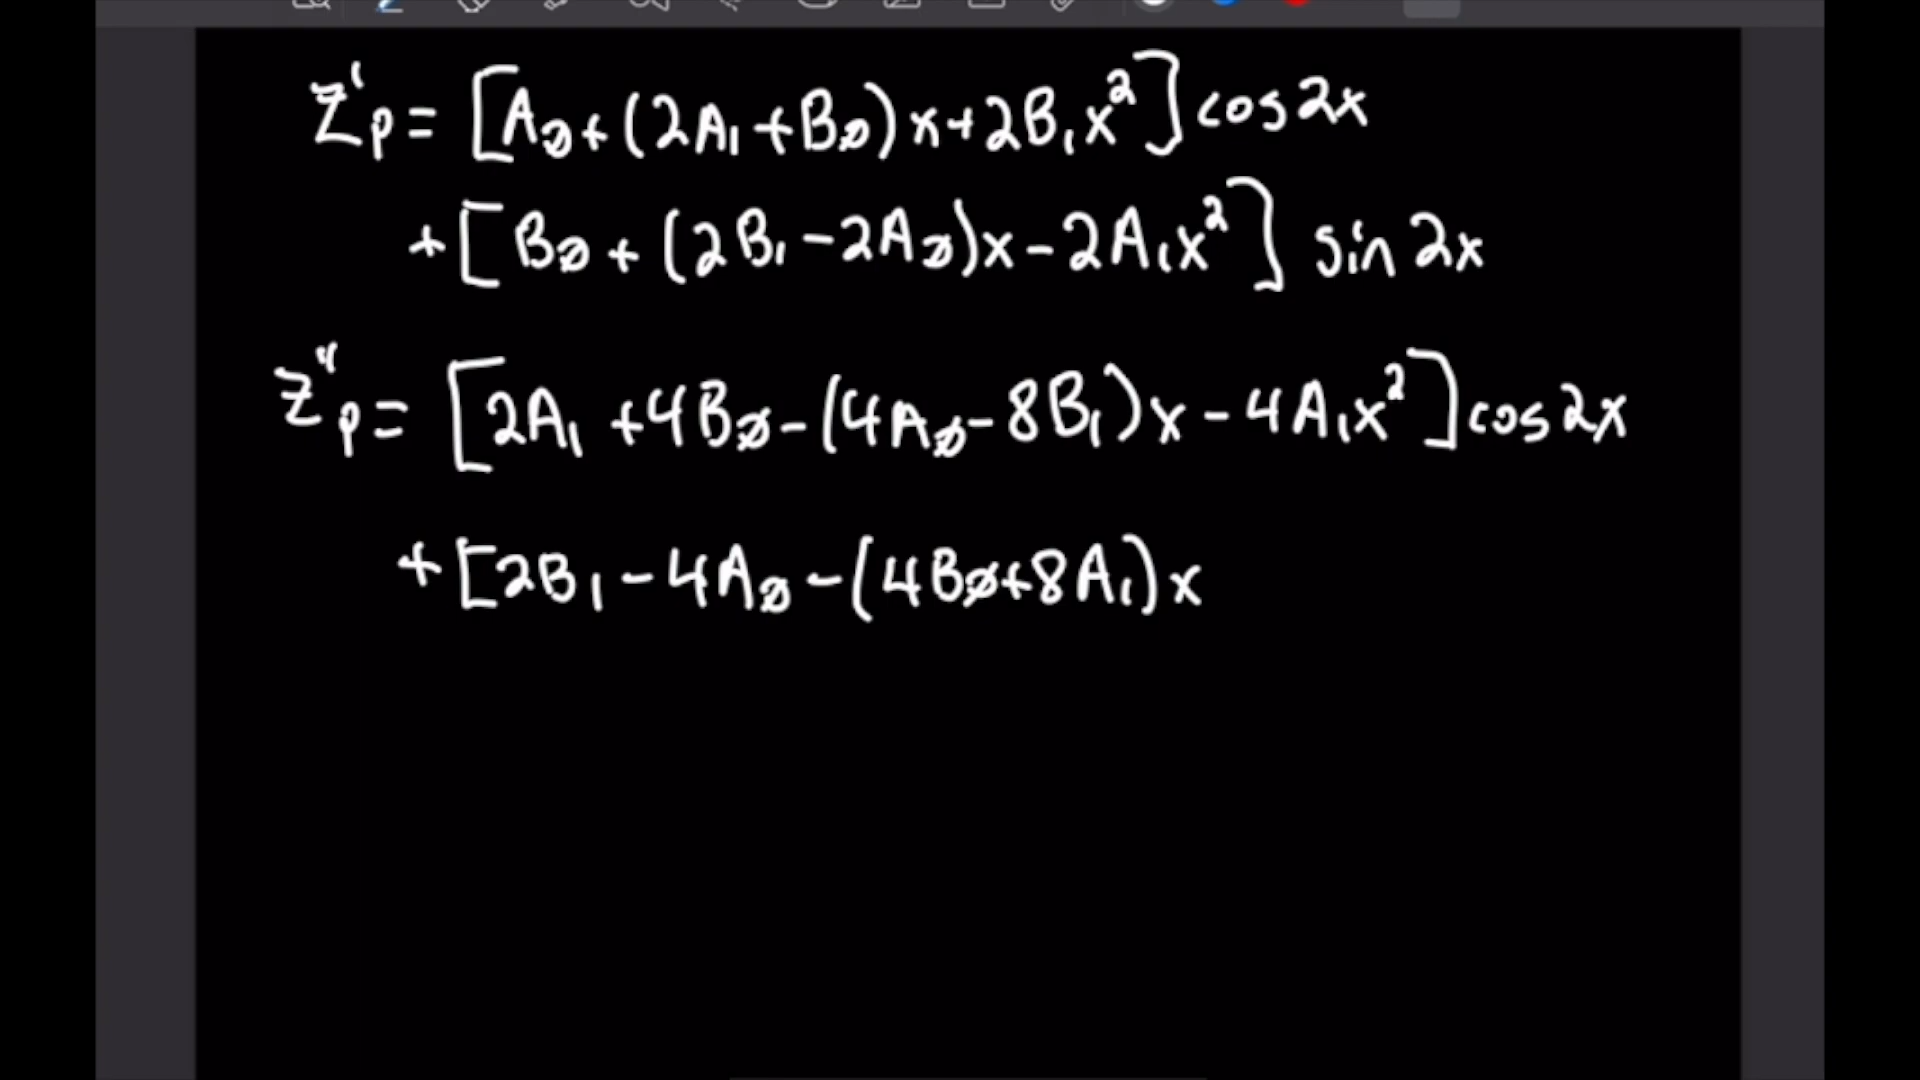 Z'p = [A∅ + (2A₁ + B∅)x + 2B₁x²] cos 2x
+ [B∅ + (2B₁ - 2A∅)x - 2A₁x²] sin 2x
Z"p = [2A₁ + 4B∅ - (4A∅ - 8B₁)x - 4A₁x²] cos 2x
+ [2B₁ - 4A∅ - (4B∅ + 8A₁)x